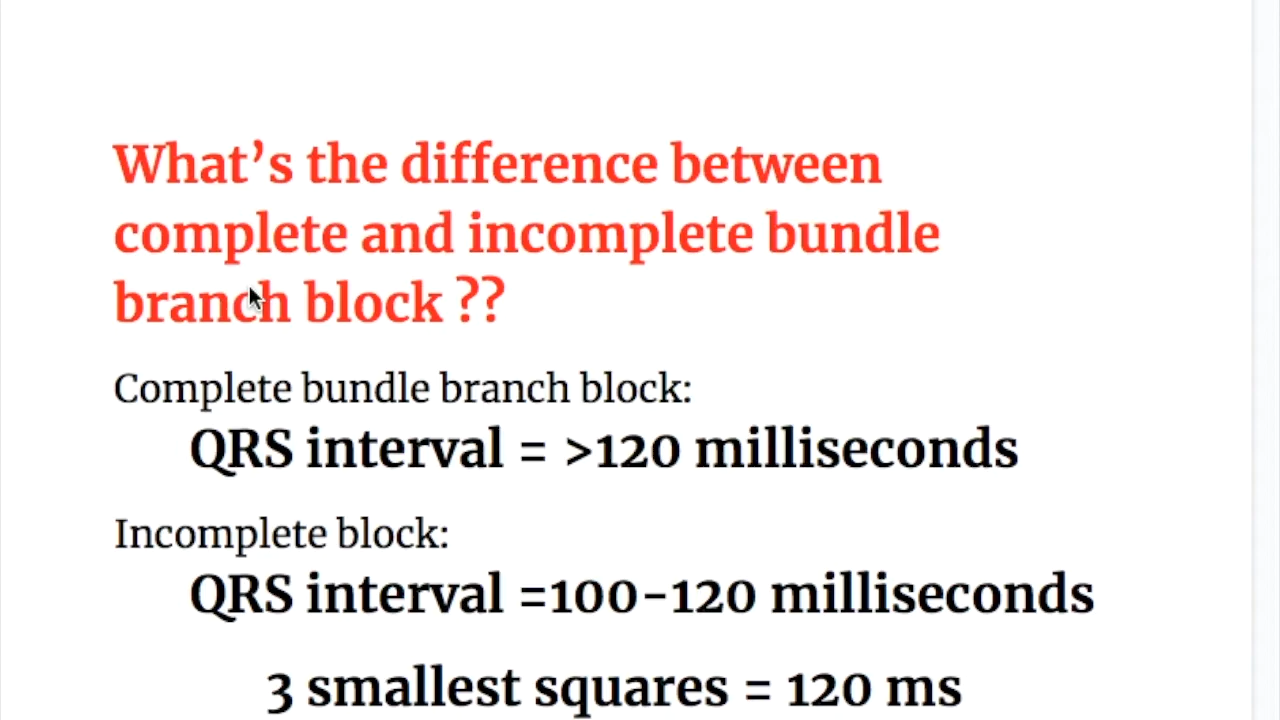 What’s the difference between
complete and incomplete bundle
branch block ??
Complete bundle branch block:
QRS interval = >120 milliseconds
Incomplete block:
QRS interval =100-120 milliseconds
3 smallest squares = 120 ms